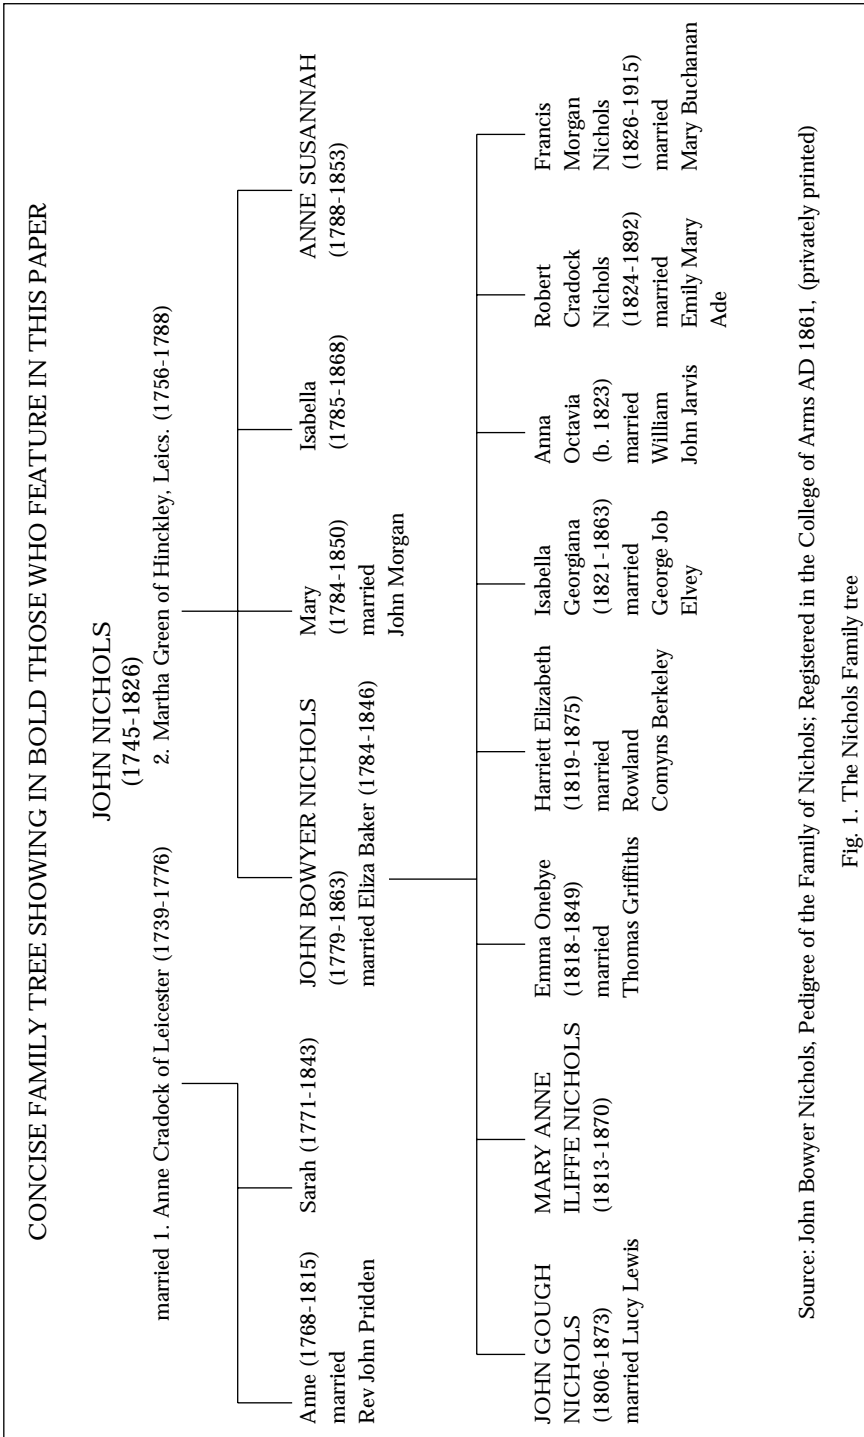 CONCISE FAMILY TREE SHOWING IN BOLD THOSE WHO FEATURE IN THIS PAPER
JOHN NICHOLS
(1745-1826)
married 1. Anne Cradock of Leicester (1739-1776)
2. Martha Green of Hinckley, Leics. (1756-1788)
Anne (1768-1815)
married
Rev John Pridden
Sarah (1771-1843)
JOHN BOWYER NICHOLS
(1779-1863)
married Eliza Baker (1784-1846)
Mary
(1784-1850)
married
John Morgan
Isabella
(1785-1868)
ANNE SUSANNAH
(1788-1853)
JOHN GOUGH
NICHOLS
(1806-1873)
married Lucy Lewis
MARY ANNE
ILIFFE NICHOLS
(1813-1870)
Emma Onebye
(1818-1849)
married
Thomas Griffiths
Harriett Elizabeth
(1819-1875)
married
Rowland
Comyns Berkeley
Isabella
Georgiana
(1821-1863)
married
George Job
Elvey
Anna
Octavia
(b. 1823)
married
William
John Jarvis
Robert
Cradock
Nichols
(1824-1892)
married
Emily Mary
Ade
Francis
Morgan
Nichols
(1826-1915)
married
Mary Buchanan
Source: John Bowyer Nichols, Pedigree of the Family of Nichols; Registered in the College of Arms AD 1861, (privately printed)
Fig. 1. The Nichols Family tree